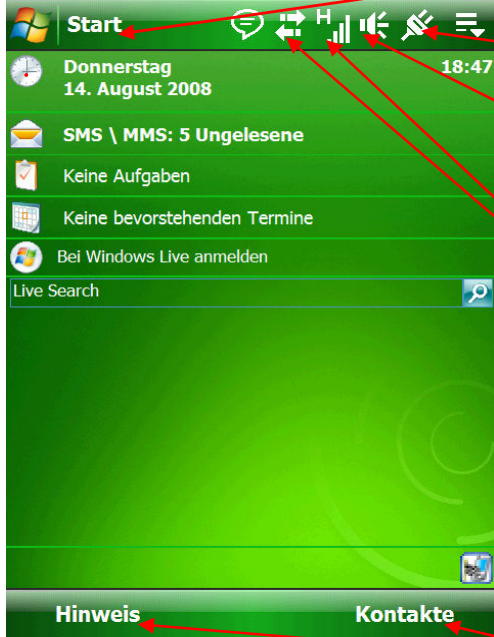 Start
H
Donnerstag 18:47
14. August 2008
SMS \ MMS: 5 Ungelesene
Keine Aufgaben
Keine bevorstehenden Termine
Bei Windows Live anmelden
Live Search
Hinweis Kontakte